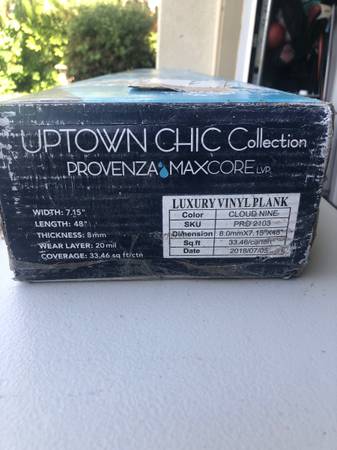 UPTOWN CHIC Collection
PROVENZA MAXCORE LVP
WIDTH: 7.15"
LENGTH: 48"
THICKNESS: 8mm
WEAR LAYER: 20 mil
COVERAGE: 33.46 sq ft/ctn
LUXURY VINYL PLANK
Color CLOUD NINE
SKU PRO 2103
Dimension 8.0mmX7.15"X48"
Sq.ft 33.46/carton
Date 2018/07/05